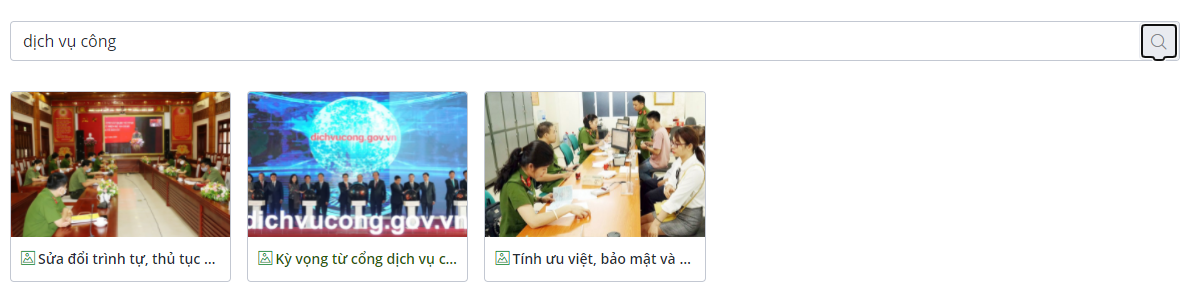 dịch vụ công
dichvucong.gov.vn
dichvucong.gov.vn
Sửa đổi trình tự, thủ tục ...
Kỳ vọng từ cổng dịch vụ c...
Tính ưu việt, bảo mật và ...